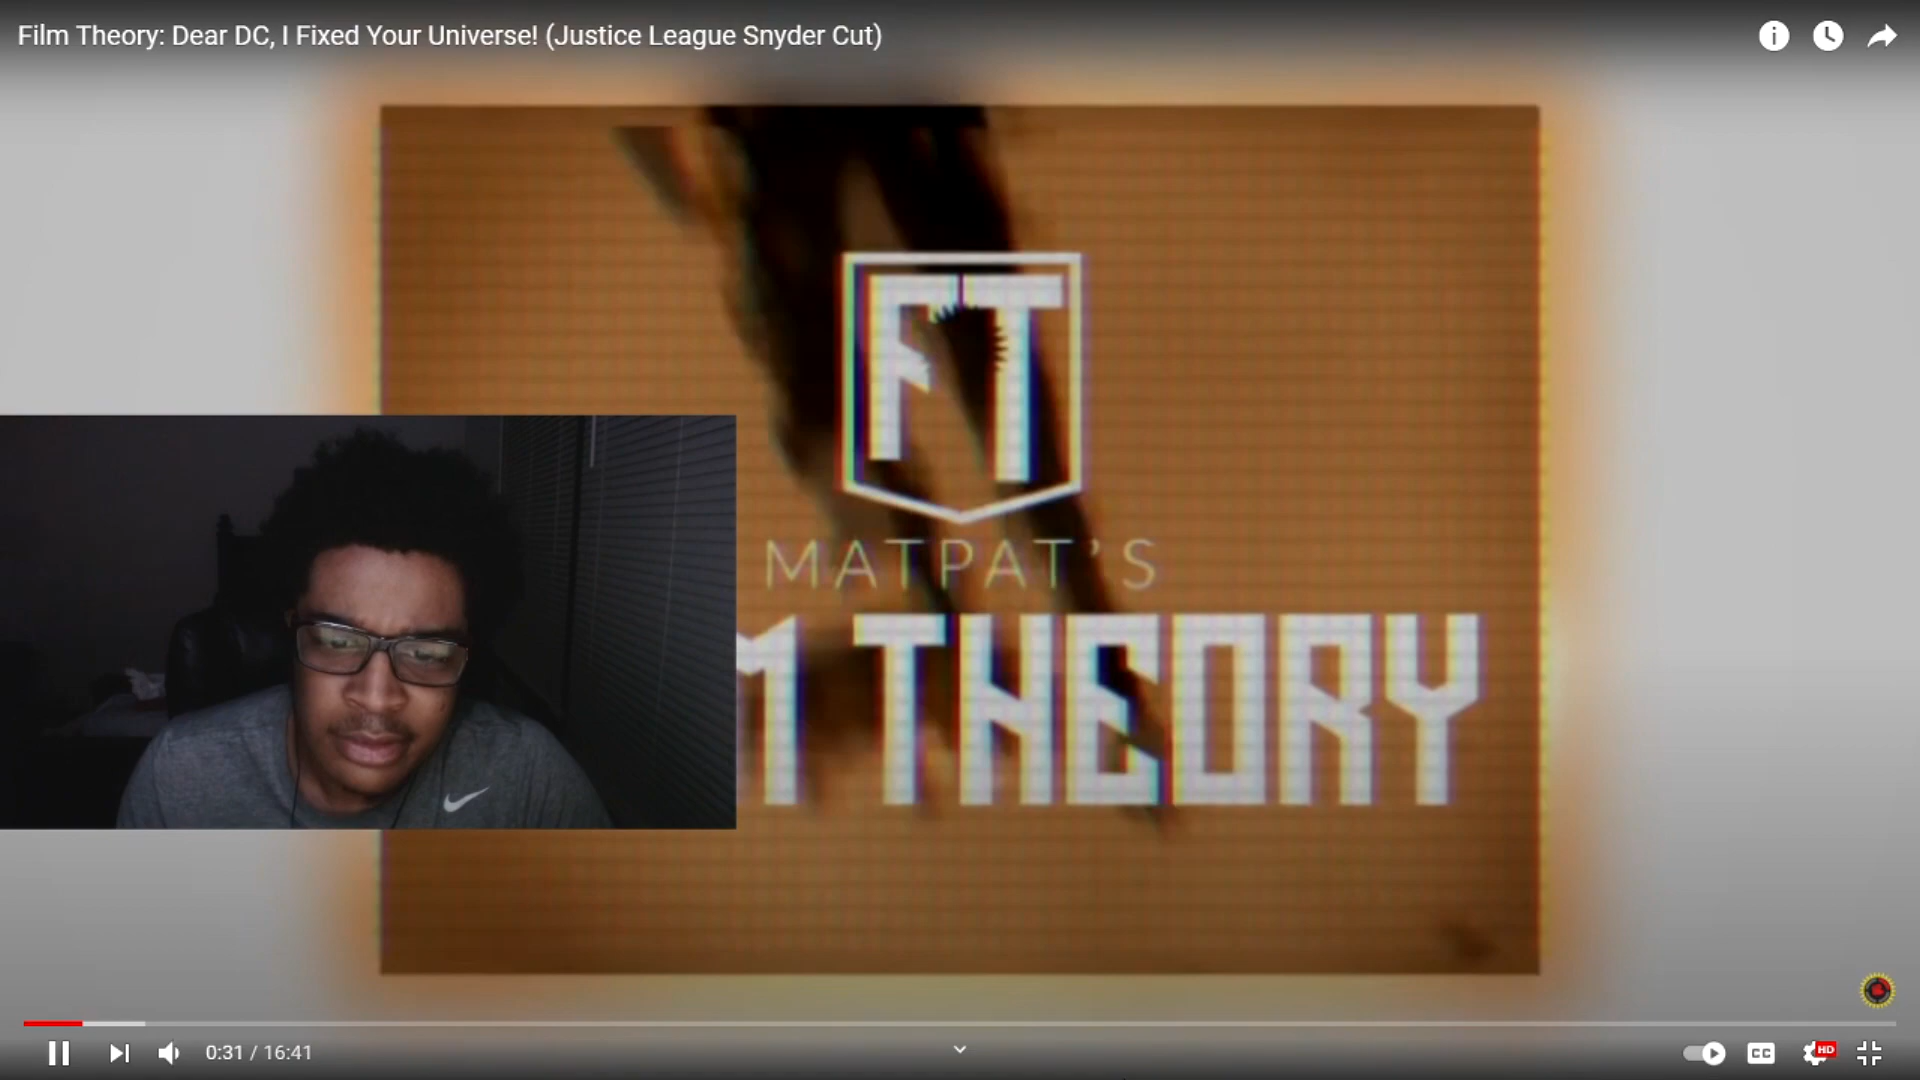 Film Theory: Dear DC, I Fixed Your Universe! (Justice League Snyder Cut)
FT
MATPAT'S
M THEORY
0:31 / 16:41
CC
HD